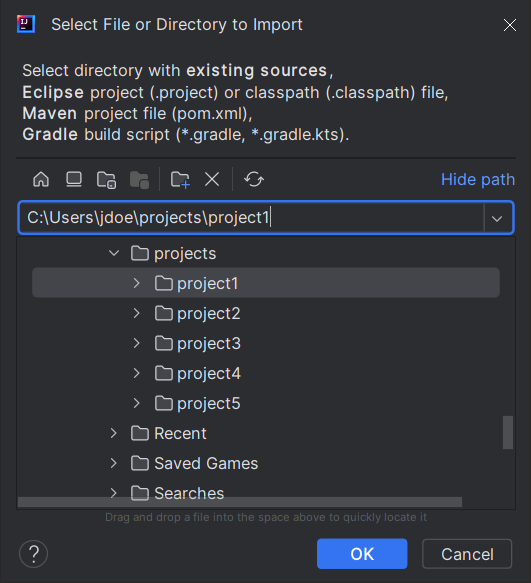 Select File or Directory to Import
Select directory with existing sources,
Eclipse project (.project) or classpath (.classpath) file,
Maven project file (pom.xml),
Gradle build script (*.gradle, *.gradle.kts).
Hide path
C:\Users\jdoe\projects\project1
projects
project1
project2
project3
project4
project5
Recent
Saved Games
Searches
Drag and drop a file into the space above to quickly locate it
? OK Cancel